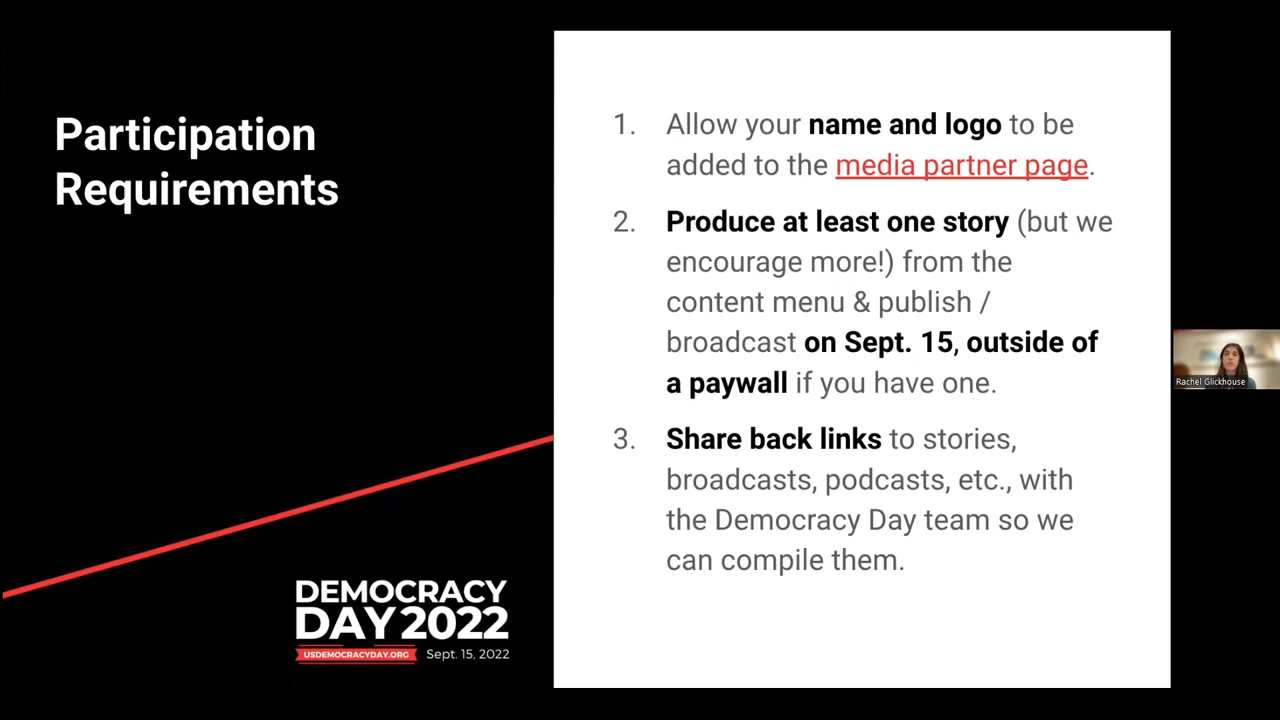 Participation
Requirements
1. Allow your name and logo to be
added to the media partner page.
2. Produce at least one story (but we
encourage more!) from the
content menu & publish /
broadcast on Sept. 15, outside of
a paywall if you have one.
3. Share back links to stories,
broadcasts, podcasts, etc., with
the Democracy Day team so we
can compile them.
DEMOCRACY
DAY 2022
USDEMOCRACYDAY.ORG Sept. 15, 2022
Rachel Glickhouse